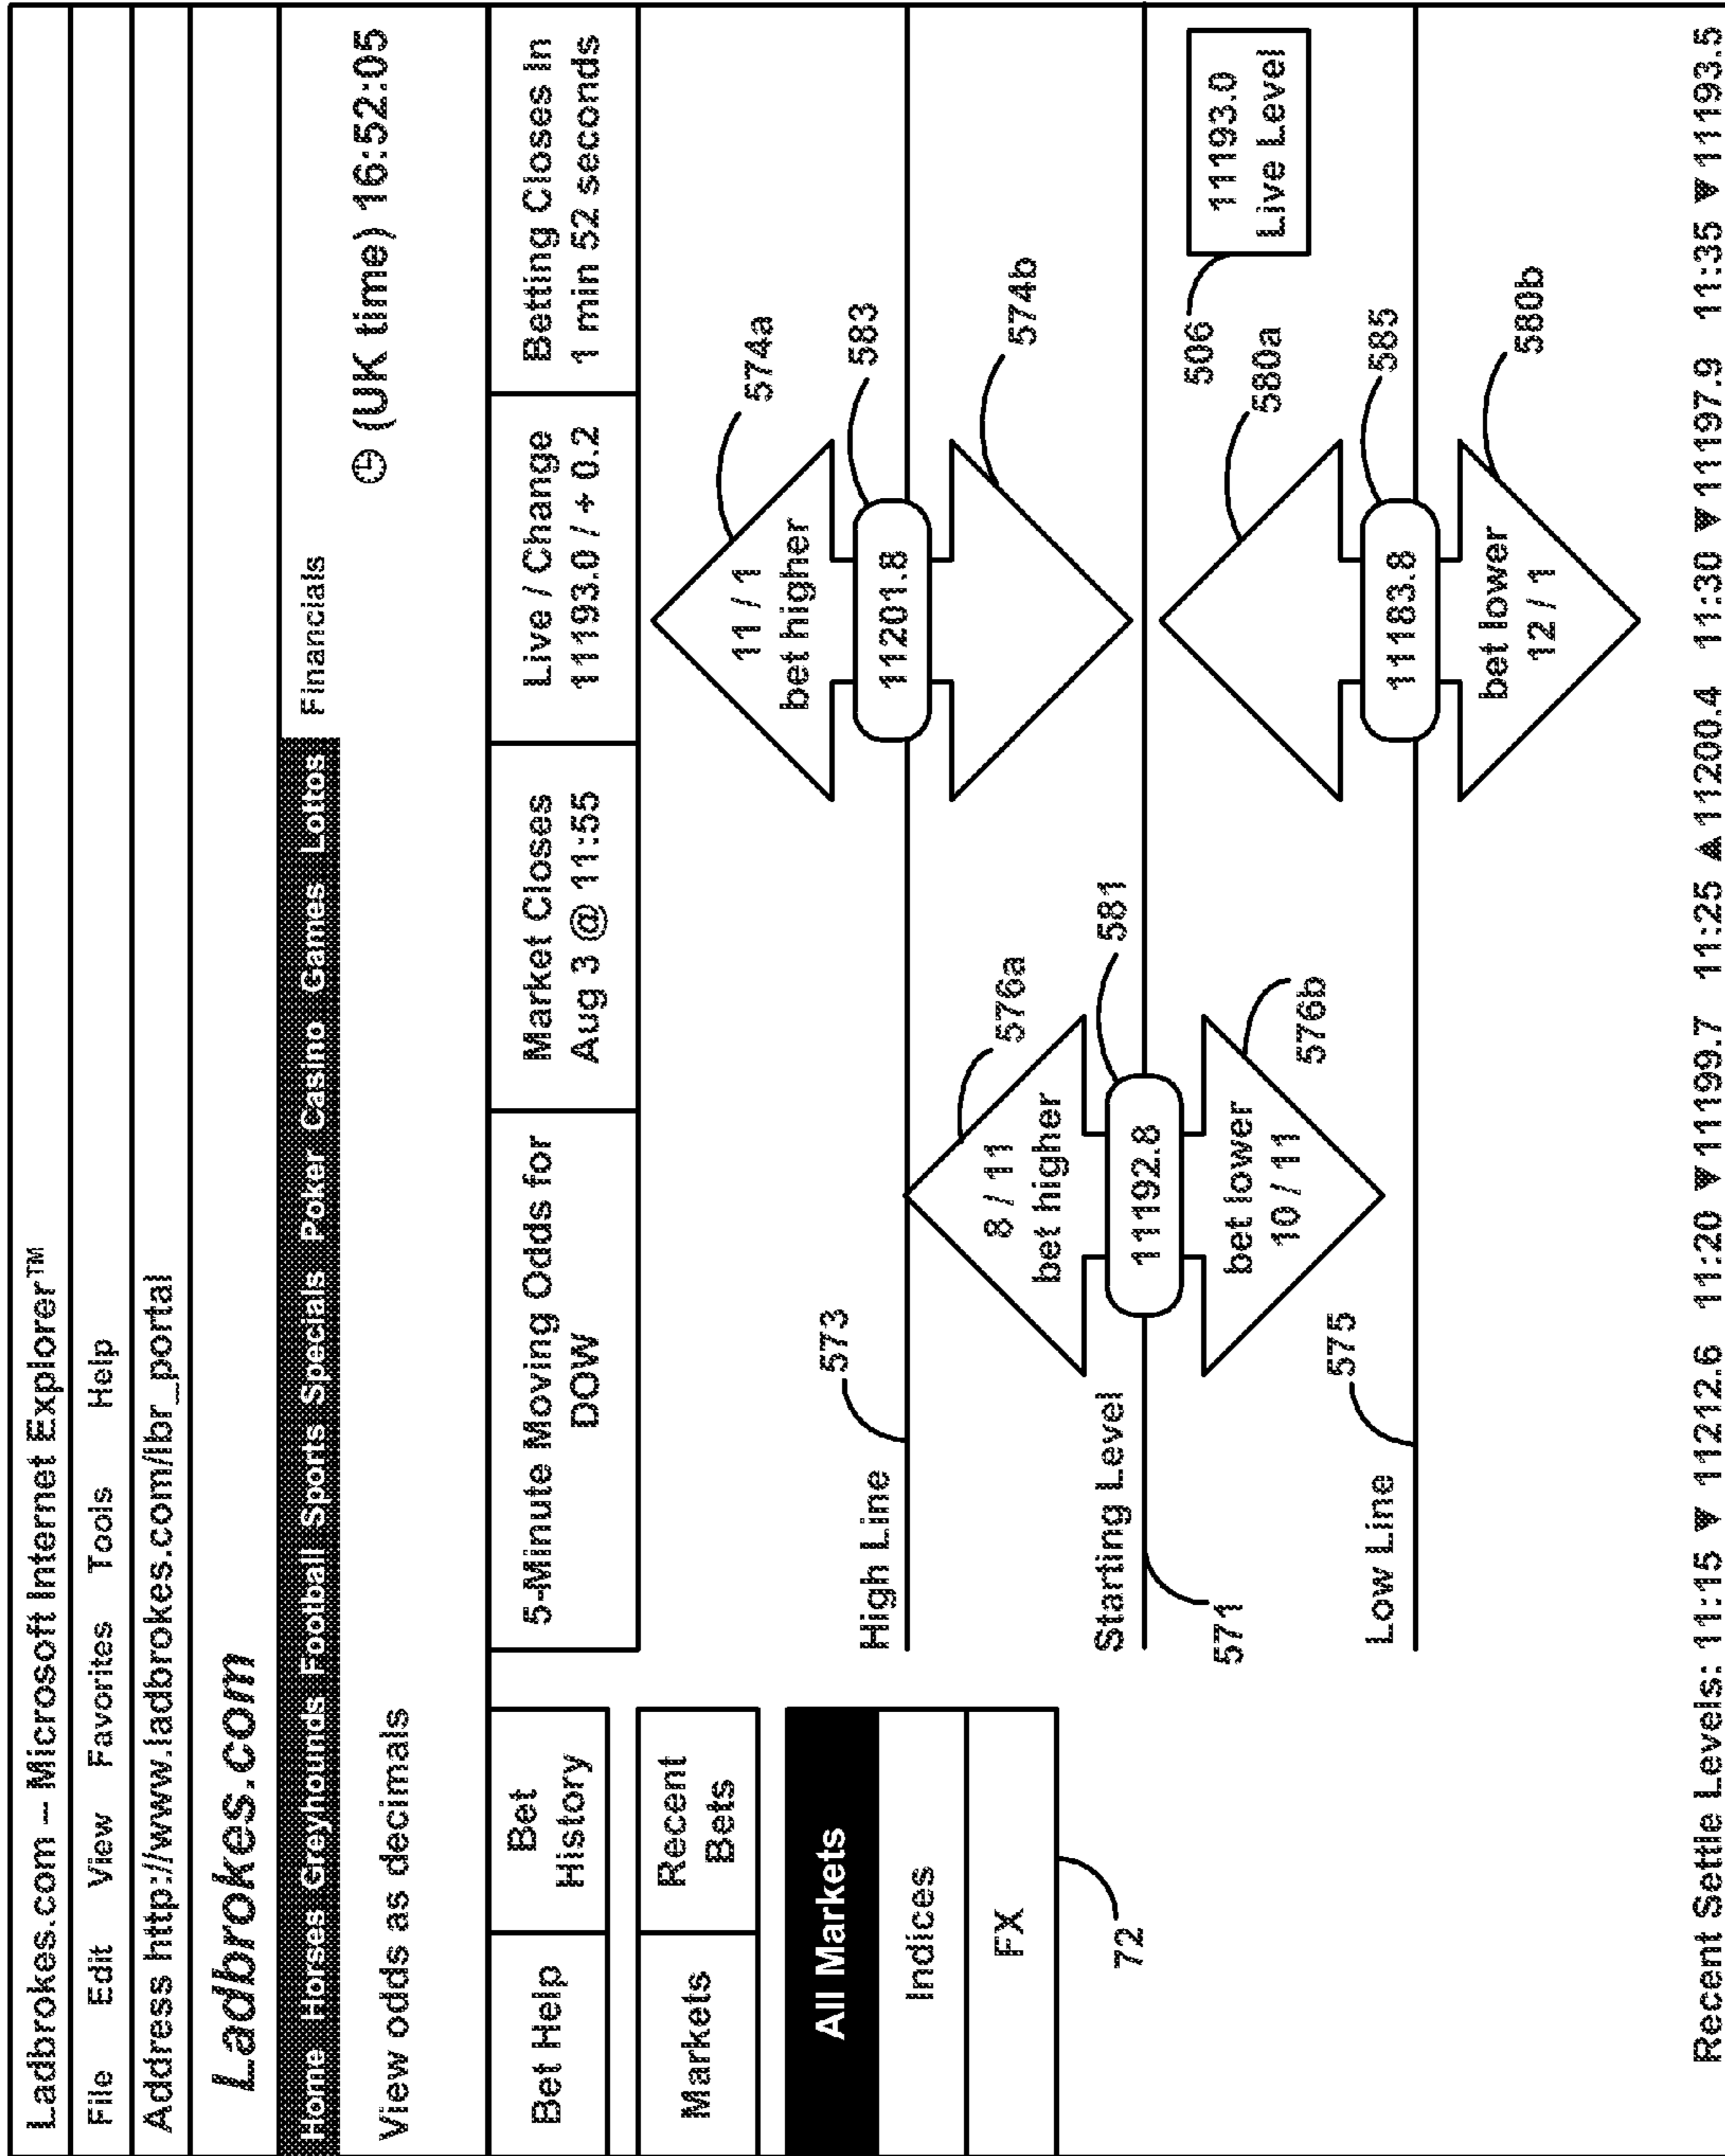 Ladbrokes.com -- Microsoft Internet Explorer™
File Edit View Favorites Tools Help
Address http://www.ladbrokes.com/lbr_portal
Ladbrokes.com
Home Horses Greyhounds Football Sports Specials Poker Casino Games Lottos Financials
View odds as decimals
(UK time) 16:52:05
Bet Help
Bet
History
Markets
Recent
Bets
All Markets
Indices
FX
72
5-Minute Moving Odds for
DOW
Market Closes
Aug 3 @ 11:55
Live / Change
11193.0 / + 0.2
Betting Closes In
1 min 52 seconds
High Line
573
11 / 1
bet higher
574a
11201.8
583
574b
Starting Level
571
8 / 11
bet higher
576a
11192.8
581
bet lower
10 / 11
576b
11193.0
Live Level
506
Low Line
575
580a
11183.8
585
bet lower
12 / 1
580b
Recent Settle Levels: 11:15 ▼ 11212.6 11:20 ▼11199.7 11:25 ▲11200.4 11:30 ▼11197.9 11:35 ▼11193.5